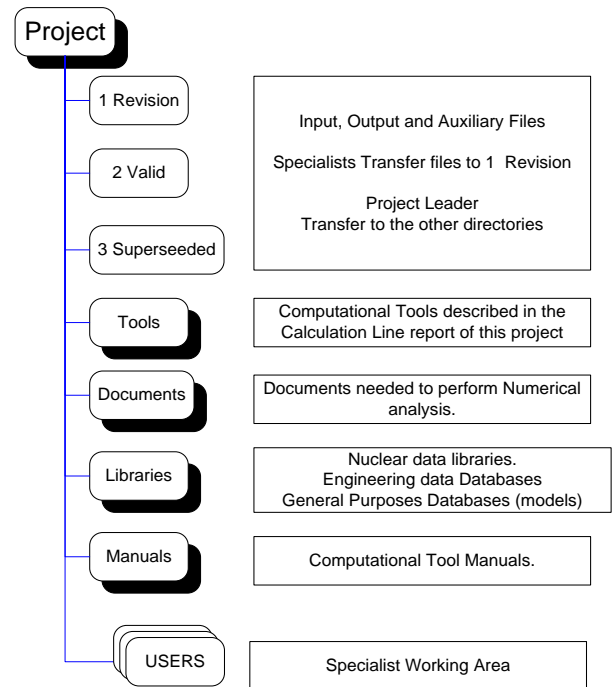 Project
1 Revision
2 Valid
3 Superseeded
Input, Output and Auxiliary Files
Specialists Transfer files to 1 Revision
Project Leader
Transfer to the other directories
Tools
Computational Tools described in the
Calculation Line report of this project
Documents
Documents needed to perform Numerical
analysis.
Libraries
Nuclear data libraries.
Engineering data Databases
General Purposes Databases (models)
Manuals
Computational Tool Manuals.
USERS
Specialist Working Area